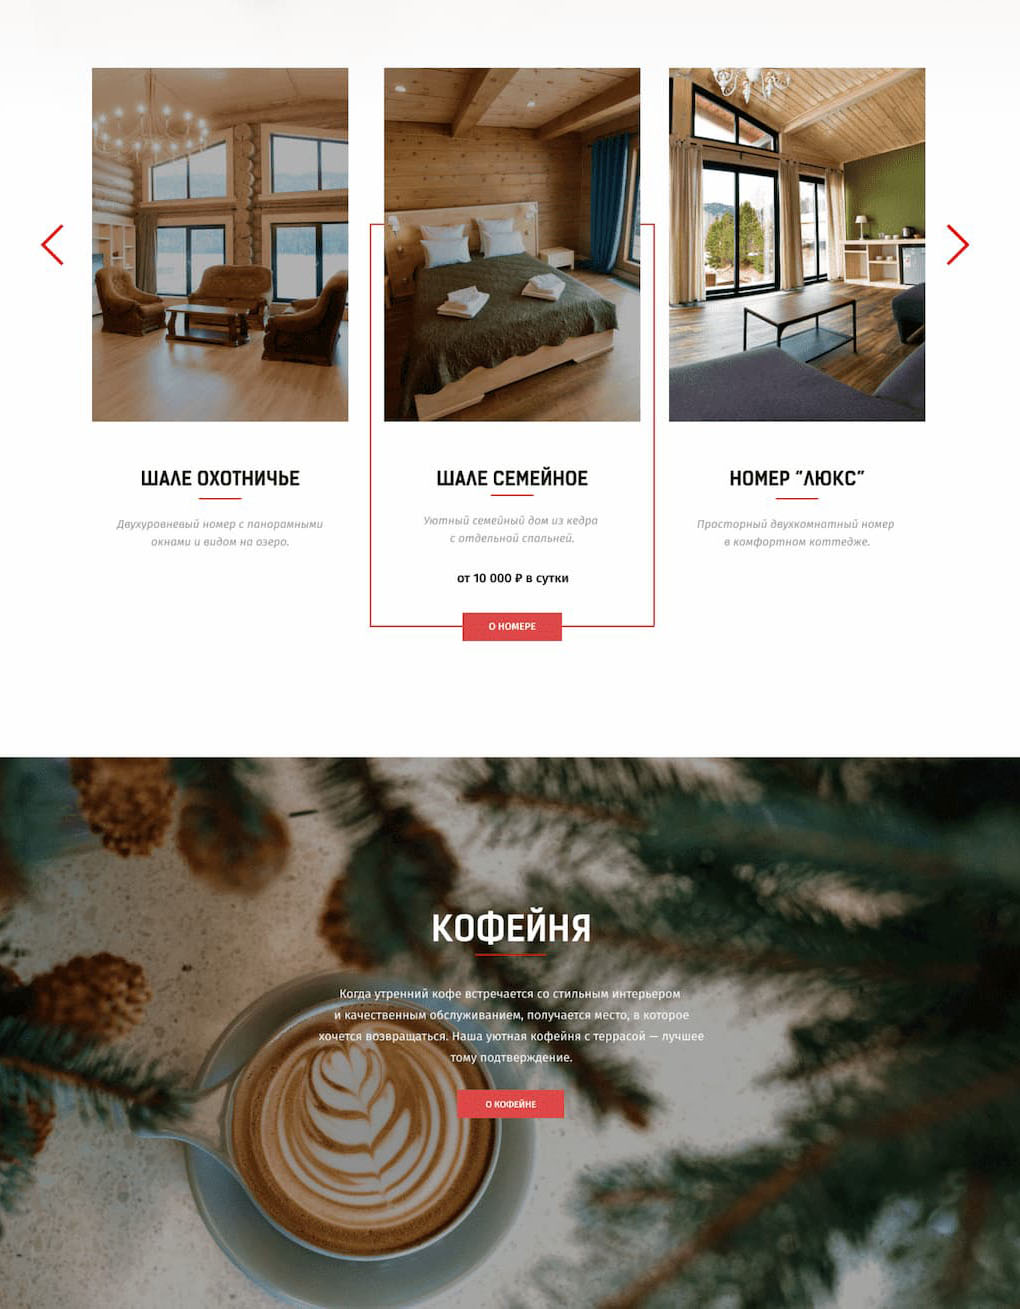 ШАЛЕ ОХОТНИЧЬЕ
Двухуровневый номер с панорамными
окнами и видом на озеро.
ШАЛЕ СЕМЕЙНОЕ
Уютный семейный дом из кедра
с отдельной спальней.
от 10 000 ₽ в сутки
О НОМЕРЕ
НОМЕР "ЛЮКС"
Просторный двухкомнатный номер
в комфортном коттедже.
КОФЕЙНЯ
Когда утренний кофе встречается со стильным интерьером
и качественным обслуживанием, получается место, в которое
хочется возвращаться. Наша уютная кофейня с террасой — лучшее
тому подтверждение.
О КОФЕЙНЕ